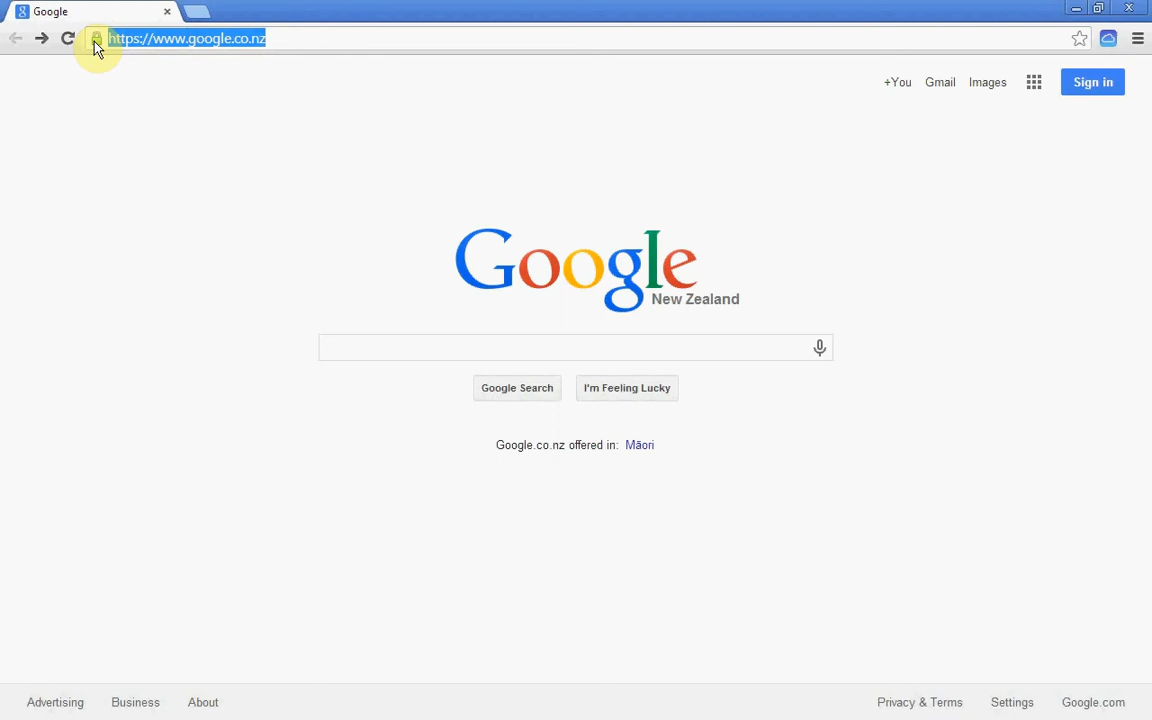 Google
https://www.google.co.nz
+You Gmail Images Sign in
Google
New Zealand
Google Search I'm Feeling Lucky
Google.co.nz offered in: Māori
Advertising Business About Privacy & Terms Settings Google.com